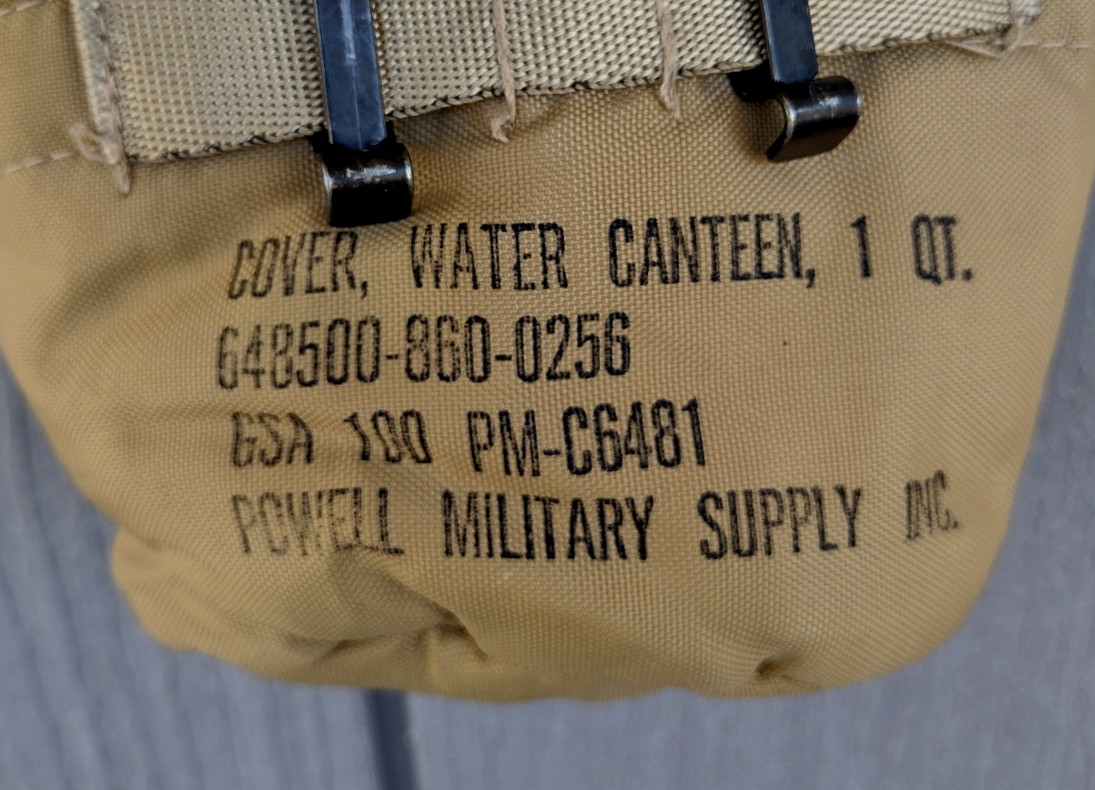 COVER, WATER CANTEEN, 1 QT.
648500-860-0256
GSA 100 PM-C6481
POWELL MILITARY SUPPLY INC.